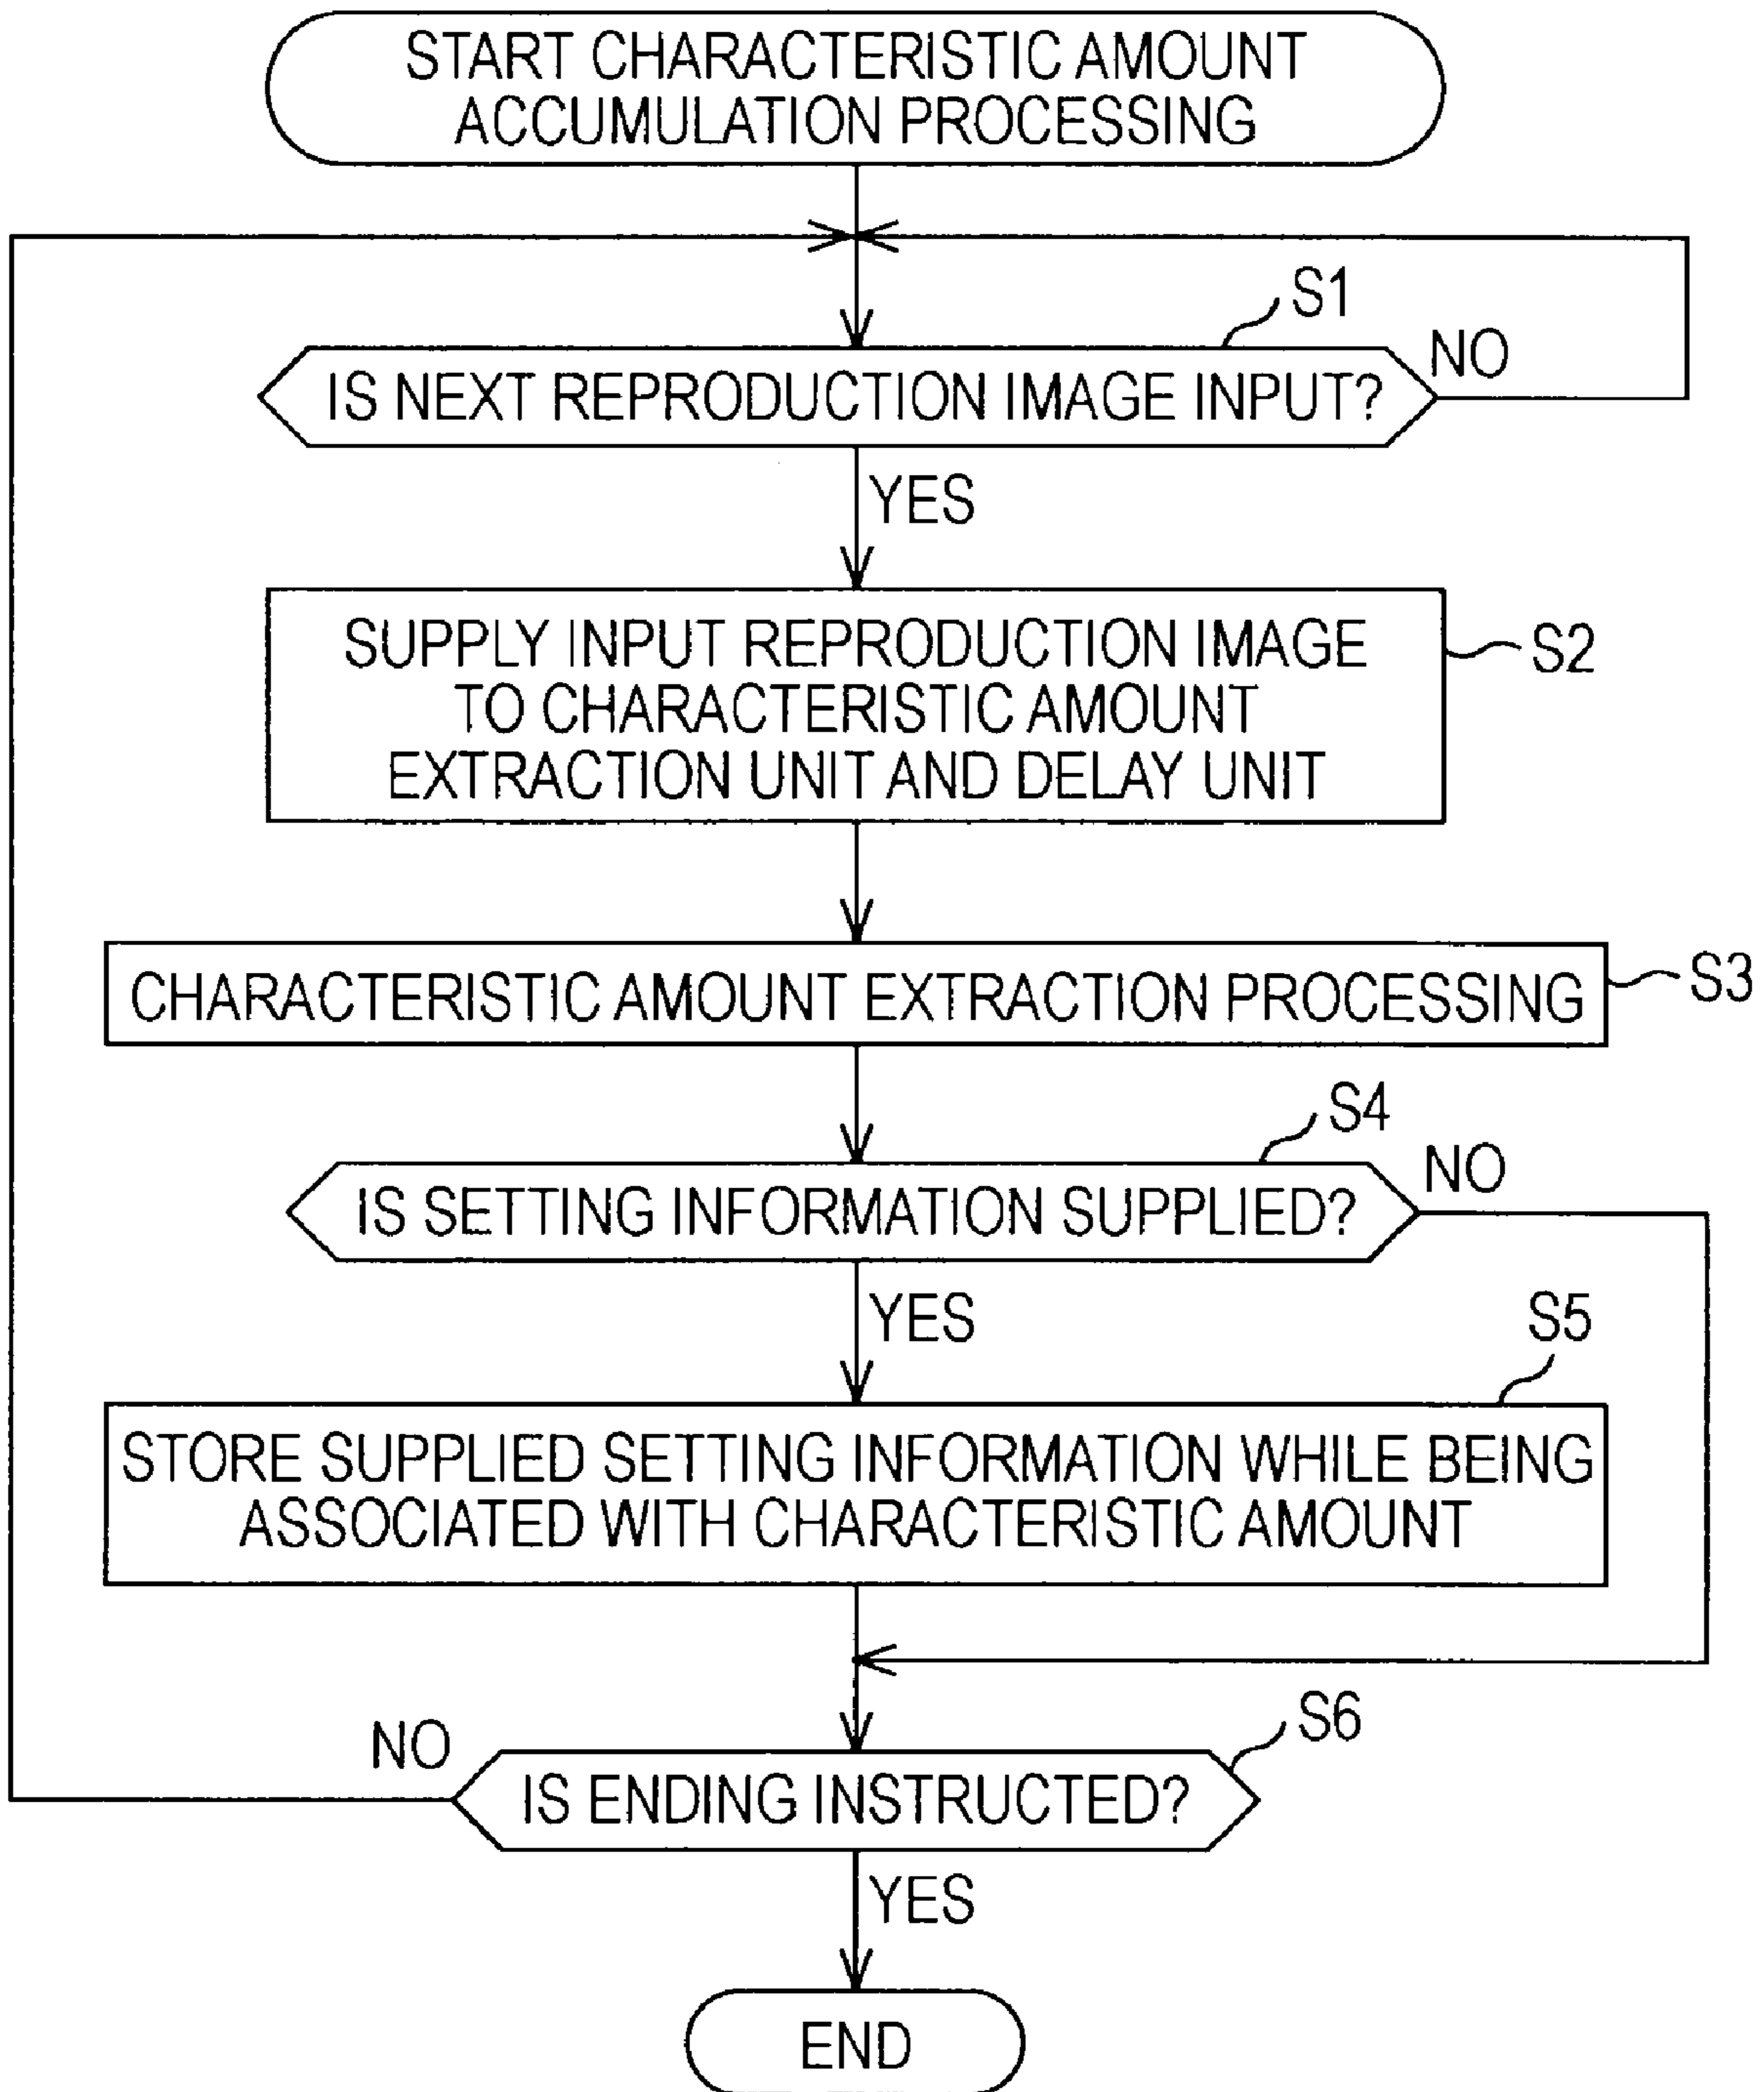 START CHARACTERISTIC AMOUNT
ACCUMULATION PROCESSING
S1
NO
IS NEXT REPRODUCTION IMAGE INPUT?
YES
SUPPLY INPUT REPRODUCTION IMAGE
TO CHARACTERISTIC AMOUNT
EXTRACTION UNIT AND DELAY UNIT
S2
CHARACTERISTIC AMOUNT EXTRACTION PROCESSING
S3
S4
NO
IS SETTING INFORMATION SUPPLIED?
YES
S5
STORE SUPPLIED SETTING INFORMATION WHILE BEING
ASSOCIATED WITH CHARACTERISTIC AMOUNT
S6
NO
IS ENDING INSTRUCTED?
YES
END